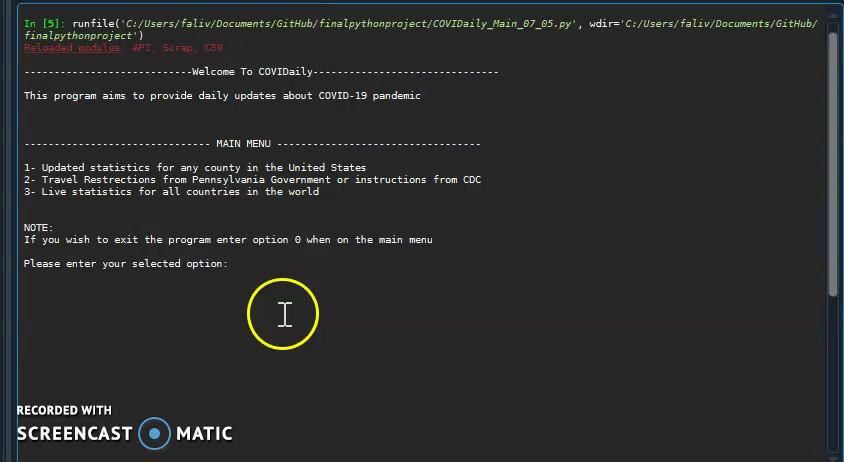 In [5]: runfile('C:/Users/faliv/Documents/GitHub/finalpythonproject/COVIDaily_Main_07_05.py', wdir='C:/Users/faliv/Documents/GitHub/
finalpythonproject')
Reloaded modules: API, Scrap, CSV
----------------------------Welcome To COVIDaily-------------------------------
This program aims to provide daily updates about COVID-19 pandemic
------------------------------- MAIN MENU ----------------------------------
1- Updated statistics for any county in the United States
2- Travel Restrections from Pennsylvania Government or instructions from CDC
3- Live statistics for all countries in the world
NOTE:
If you wish to exit the program enter option 0 when on the main menu
Please enter your selected option:
RECORDED WITH
SCREENCAST MATIC